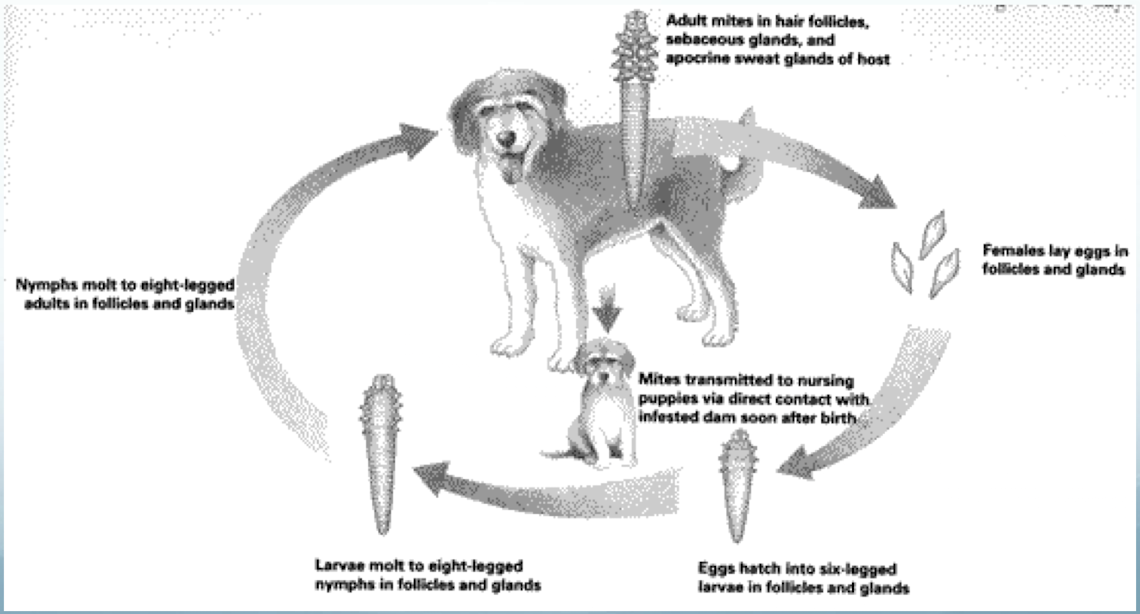 Adult mites in hair follicles,
sebaceous glands, and
apocrine sweat glands of host
Females lay eggs in
follicles and glands
Nymphs molt to eight-legged
adults in follicles and glands
Mites transmitted to nursing
puppies via direct contact with
infested dam soon after birth
Larvae molt to eight-legged
nymphs in follicles and glands
Eggs hatch into six-legged
larvae in follicles and glands